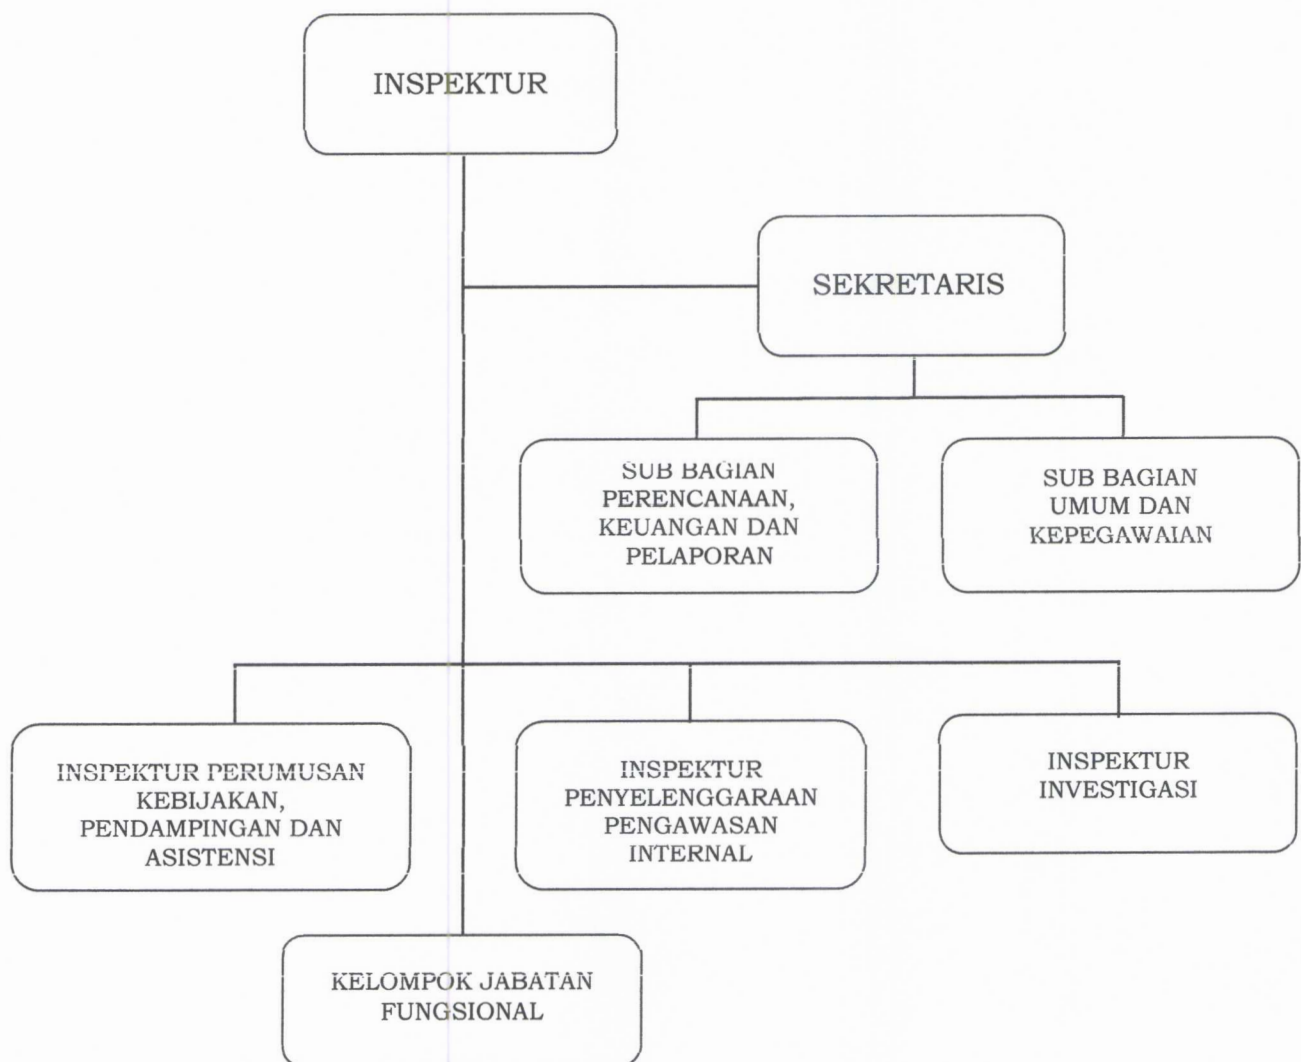 INSPEKTUR
SEKRETARIS
SUB BAGIAN
PERENCANAAN,
KEUANGAN DAN
PELAPORAN
SUB BAGIAN
UMUM DAN
KEPEGAWAIAN
INSPEKTUR PERUMUSAN
KEBIJAKAN,
PENDAMPINGAN DAN
ASISTENSI
INSPEKTUR
PENYELENGGARAAN
PENGAWASAN
INTERNAL
INSPEKTUR
INVESTIGASI
KELOMPOK JABATAN
FUNGSIONAL